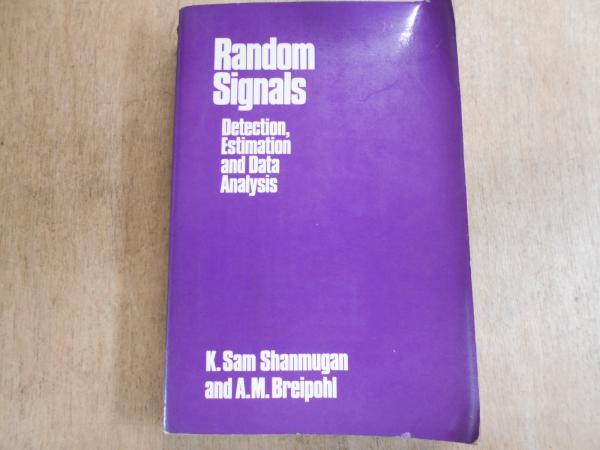 Random
Signals
Detection,
Estimation
and Data
Analysis
K. Sam Shanmugan
and A.M. Breipohl